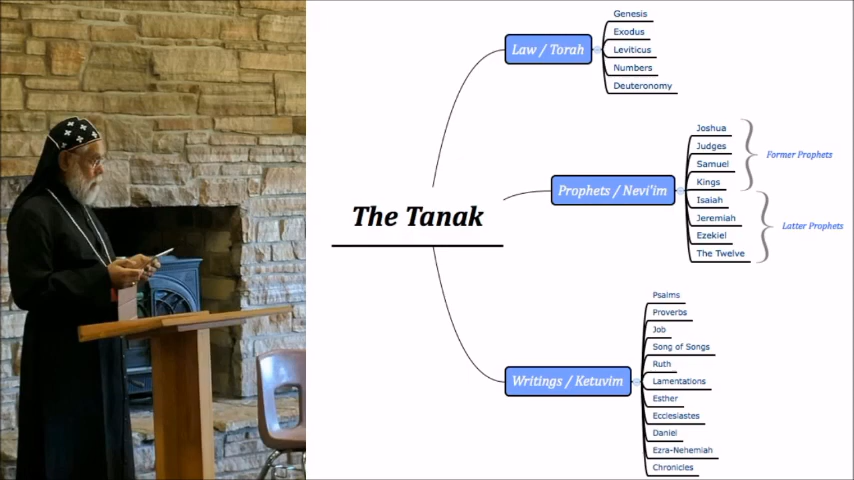 The Tanak
Law / Torah
Genesis
Exodus
Leviticus
Numbers
Deuteronomy
Prophets / Nevi'im
Joshua
Judges
Samuel
Kings
Former Prophets
Isaiah
Jeremiah
Ezekiel
The Twelve
Latter Prophets
Writings / Ketuvim
Psalms
Proverbs
Job
Song of Songs
Ruth
Lamentations
Esther
Ecclesiastes
Daniel
Ezra-Nehemiah
Chronicles